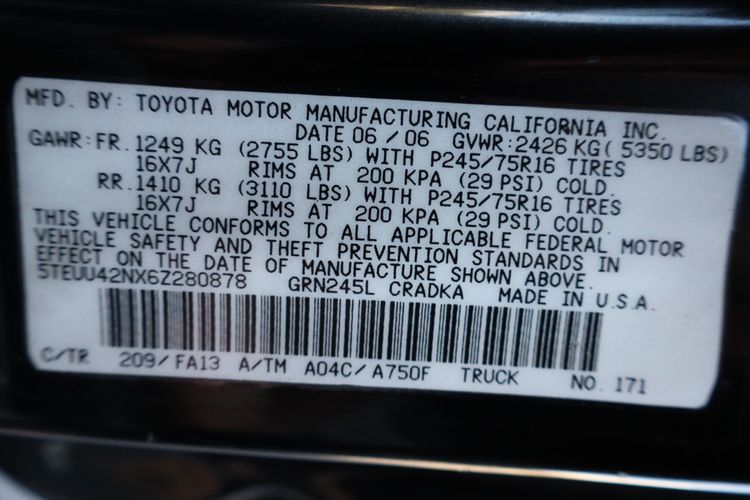 MFD. BY: TOYOTA MOTOR MANUFACTURING CALIFORNIA INC.
DATE 06/06 GVWR:2426 KG( 5350 LBS)
GAWR:FR. 1249 KG (2755 LBS) WITH P245/75R16 TIRES
16X7J RIMS AT 200 KPA (29 PSI) COLD.
RR. 1410 KG (3110 LBS) WITH P245/75R16 TIRES
16X7J RIMS AT 200 KPA (29 PSI) COLD.
THIS VEHICLE CONFORMS TO ALL APPLICABLE FEDERAL MOTOR
VEHICLE SAFETY AND THEFT PREVENTION STANDARDS IN
EFFECT ON THE DATE OF MANUFACTURE SHOWN ABOVE.
5TEUU42NX6Z280878 GRN245L CRADKA MADE IN U.S.A.
C/TR 209/FA13 A/TM A04C/A750F TRUCK NO. 171